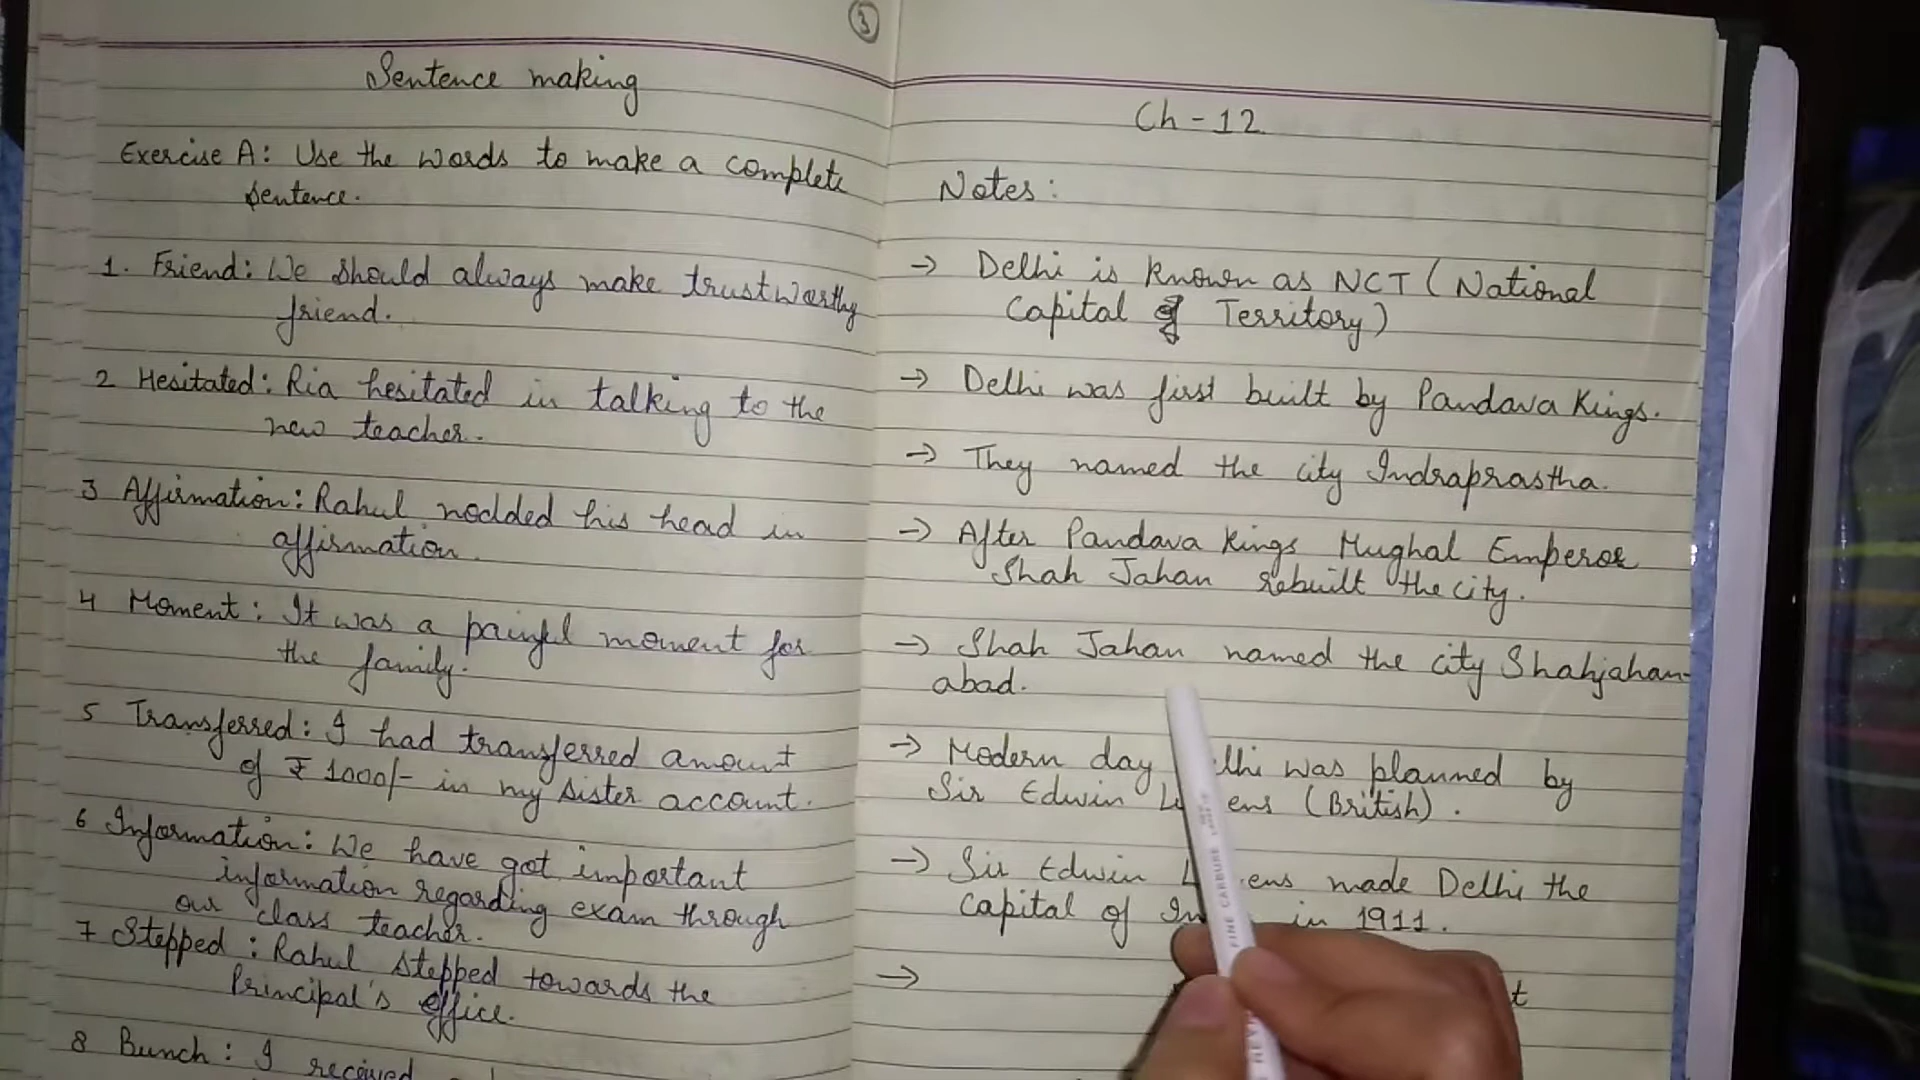 3
Sentence making
Exercise A: Use the words to make a complete
sentence.
1. Friend: We should always make trustworthy
friend.
2 Hesitated: Ria hesitated in talking to the
new teacher.
3 Affirmation: Rahul nodded his head in
affirmation.
4 Moment: It was a painful moment for
the family.
5 Transferred: I had transferred amount
of ₹ 1000/- in my sister account.
6 Information: We have got important
information regarding exam through
our class teacher.
7 Stepped: Rahul stepped towards the
Principal's office.
8 Bunch: I received
Ch - 12
Notes:
→ Delhi is known as NCT (National
Capital Territory)
→ Delhi was first built by Pandava Kings.
→ They named the city Indraprastha.
→ After Pandava Kings Mughal Emperor
Shah Jahan rebuilt the city.
→ Shah Jahan named the city Shahjahan-
abad.
→ Modern day was planned by
Sir Edwin (British).
→ Sir Edwin made Delhi the
Capital of in 1911.
→